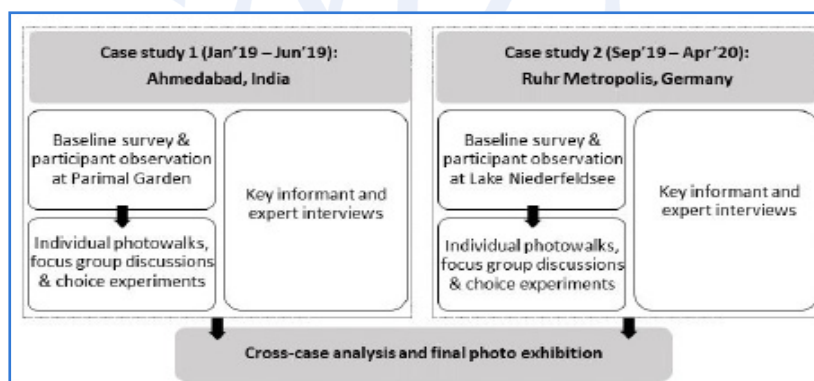 Case study 1 (Jan'19 – Jun'19):
Ahmedabad, India
Baseline survey &
participant observation
at Parimal Garden
Individual photowalks,
focus group discussions
& choice experiments
Key informant and
expert interviews
Case study 2 (Sep'19 – Apr'20):
Ruhr Metropolis, Germany
Baseline survey &
participant observation
at Lake Niederfeldsee
Individual photowalks,
focus group discussions
& choice experiments
Key informant and
expert interviews
Cross-case analysis and final photo exhibition